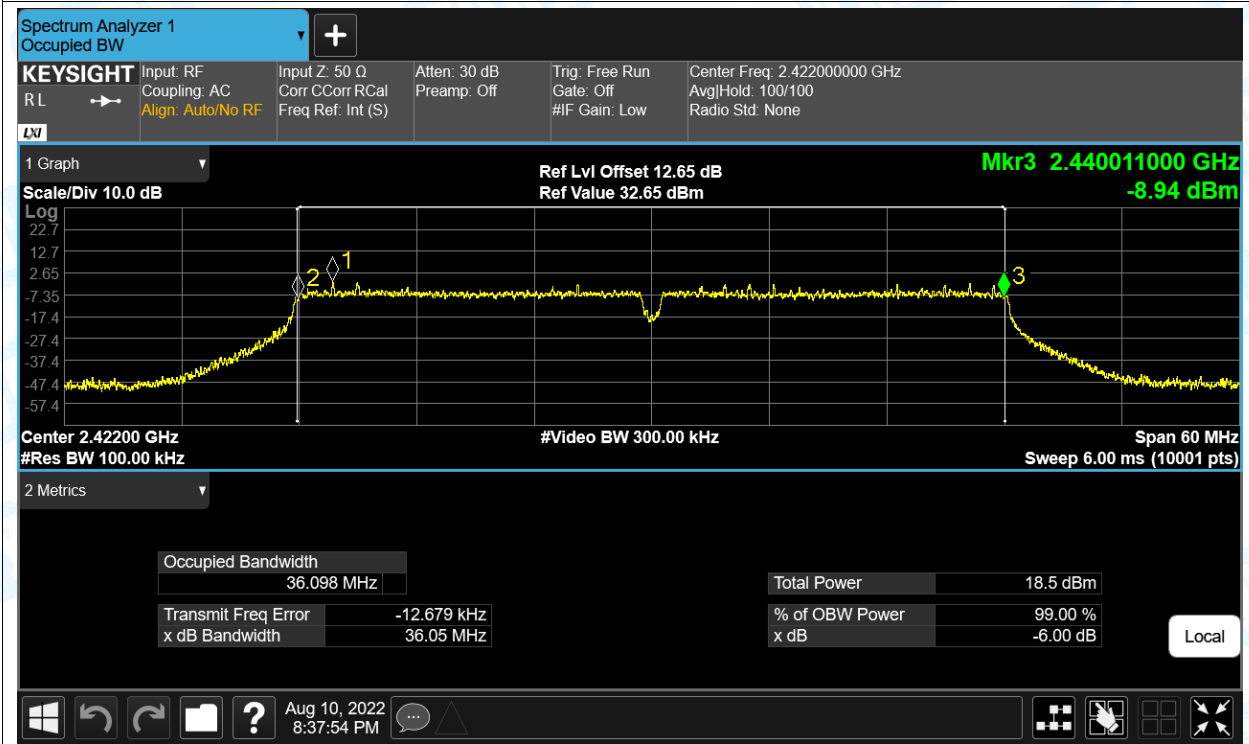 Spectrum Analyzer 1
Occupied BW
+
KEYSIGHT
R L
LXI
Input: RF
Coupling: AC
Align: Auto/No RF
Input Z: 50 Ω
Corr CCorr RCal
Freq Ref: Int (S)
Atten: 30 dB
Preamp: Off
Trig: Free Run
Gate: Off
#IF Gain: Low
Center Freq: 2.422000000 GHz
Avg|Hold: 100/100
Radio Std: None
1 Graph
Scale/Div 10.0 dB
Ref Lvl Offset 12.65 dB
Ref Value 32.65 dBm
Mkr3 2.440011000 GHz
-8.94 dBm
Log
22.7
12.7
2.65
-7.35
-17.4
-27.4
-37.4
-47.4
-57.4
2
1
3
Center 2.42200 GHz
#Res BW 100.00 kHz
#Video BW 300.00 kHz
Span 60 MHz
Sweep 6.00 ms (10001 pts)
2 Metrics
Occupied Bandwidth
36.098 MHz
Transmit Freq Error -12.679 kHz
x dB Bandwidth 36.05 MHz
Total Power 18.5 dBm
% of OBW Power 99.00 %
x dB -6.00 dB
Local
?
Aug 10, 2022
8:37:54 PM